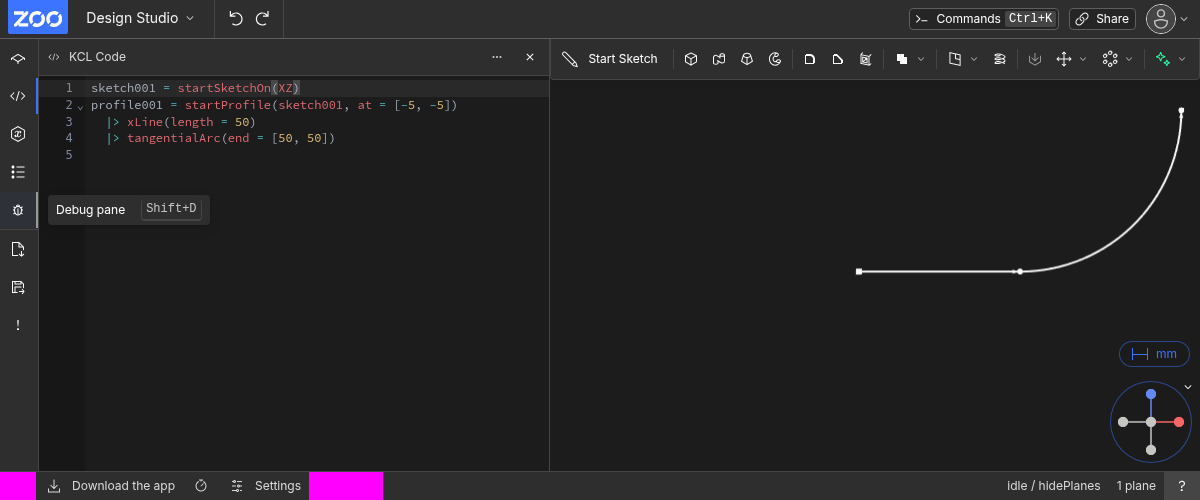 ZOO Design Studio Commands Ctrl+K Share
KCL Code Start Sketch
1 sketch001 = startSketchOn(XZ)
2 profile001 = startProfile(sketch001, at = [-5, -5])
3 |> xLine(length = 50)
4 |> tangentialArc(end = [50, 50])
5
Debug pane Shift+D
mm
Download the app Settings idle / hidePlanes 1 plane ?